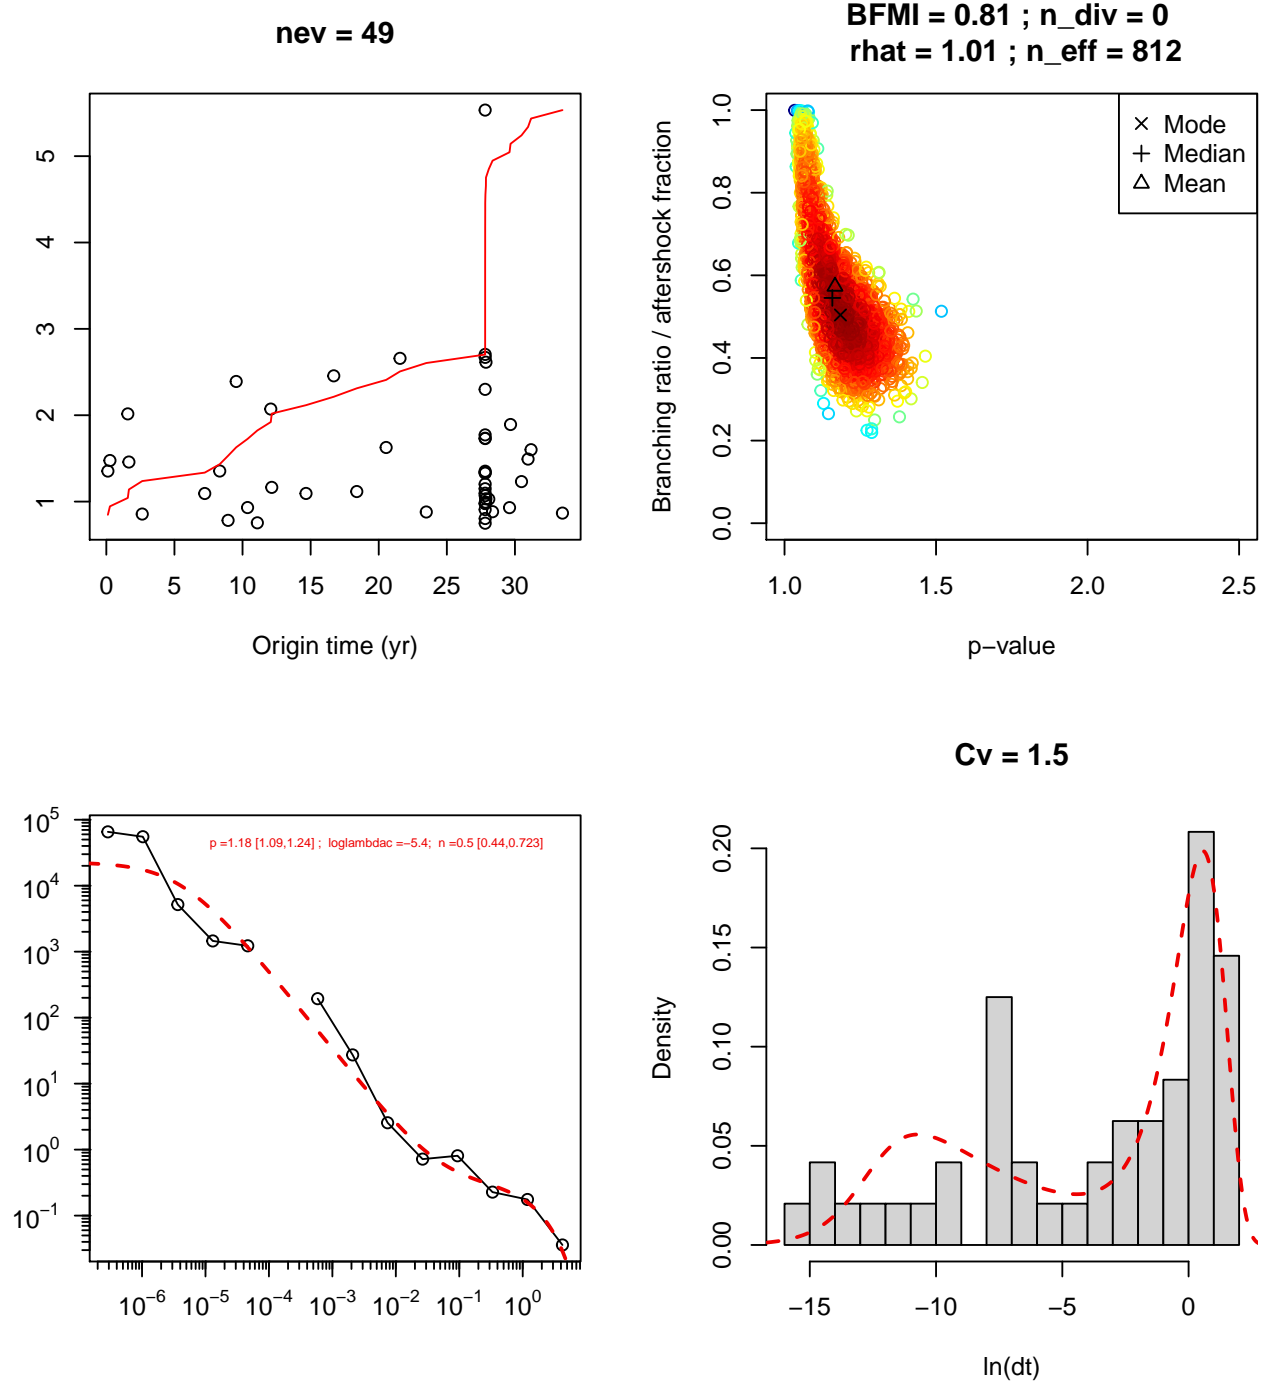 nev = 49
5
4
3
2
1
0 5 10 15 20 25 30
Origin time (yr)
BFMI = 0.81 ; n_div = 0
rhat = 1.01 ; n_eff = 812
Branching ratio / aftershock fraction
1.0
0.8
0.6
0.4
0.2
0.0
Mode
Median
Mean
1.0 1.5 2.0 2.5
p−value
10^5
10^4
10^3
10^2
10^1
10^0
10^−1
p =1.18 [1.09,1.24] ; loglambdac =−5.4; n =0.5 [0.44,0.723]
10^−6 10^−5 10^−4 10^−3 10^−2 10^−1 10^0
Cv = 1.5
Density
0.20
0.15
0.10
0.05
0.00
−15 −10 −5 0
ln(dt)